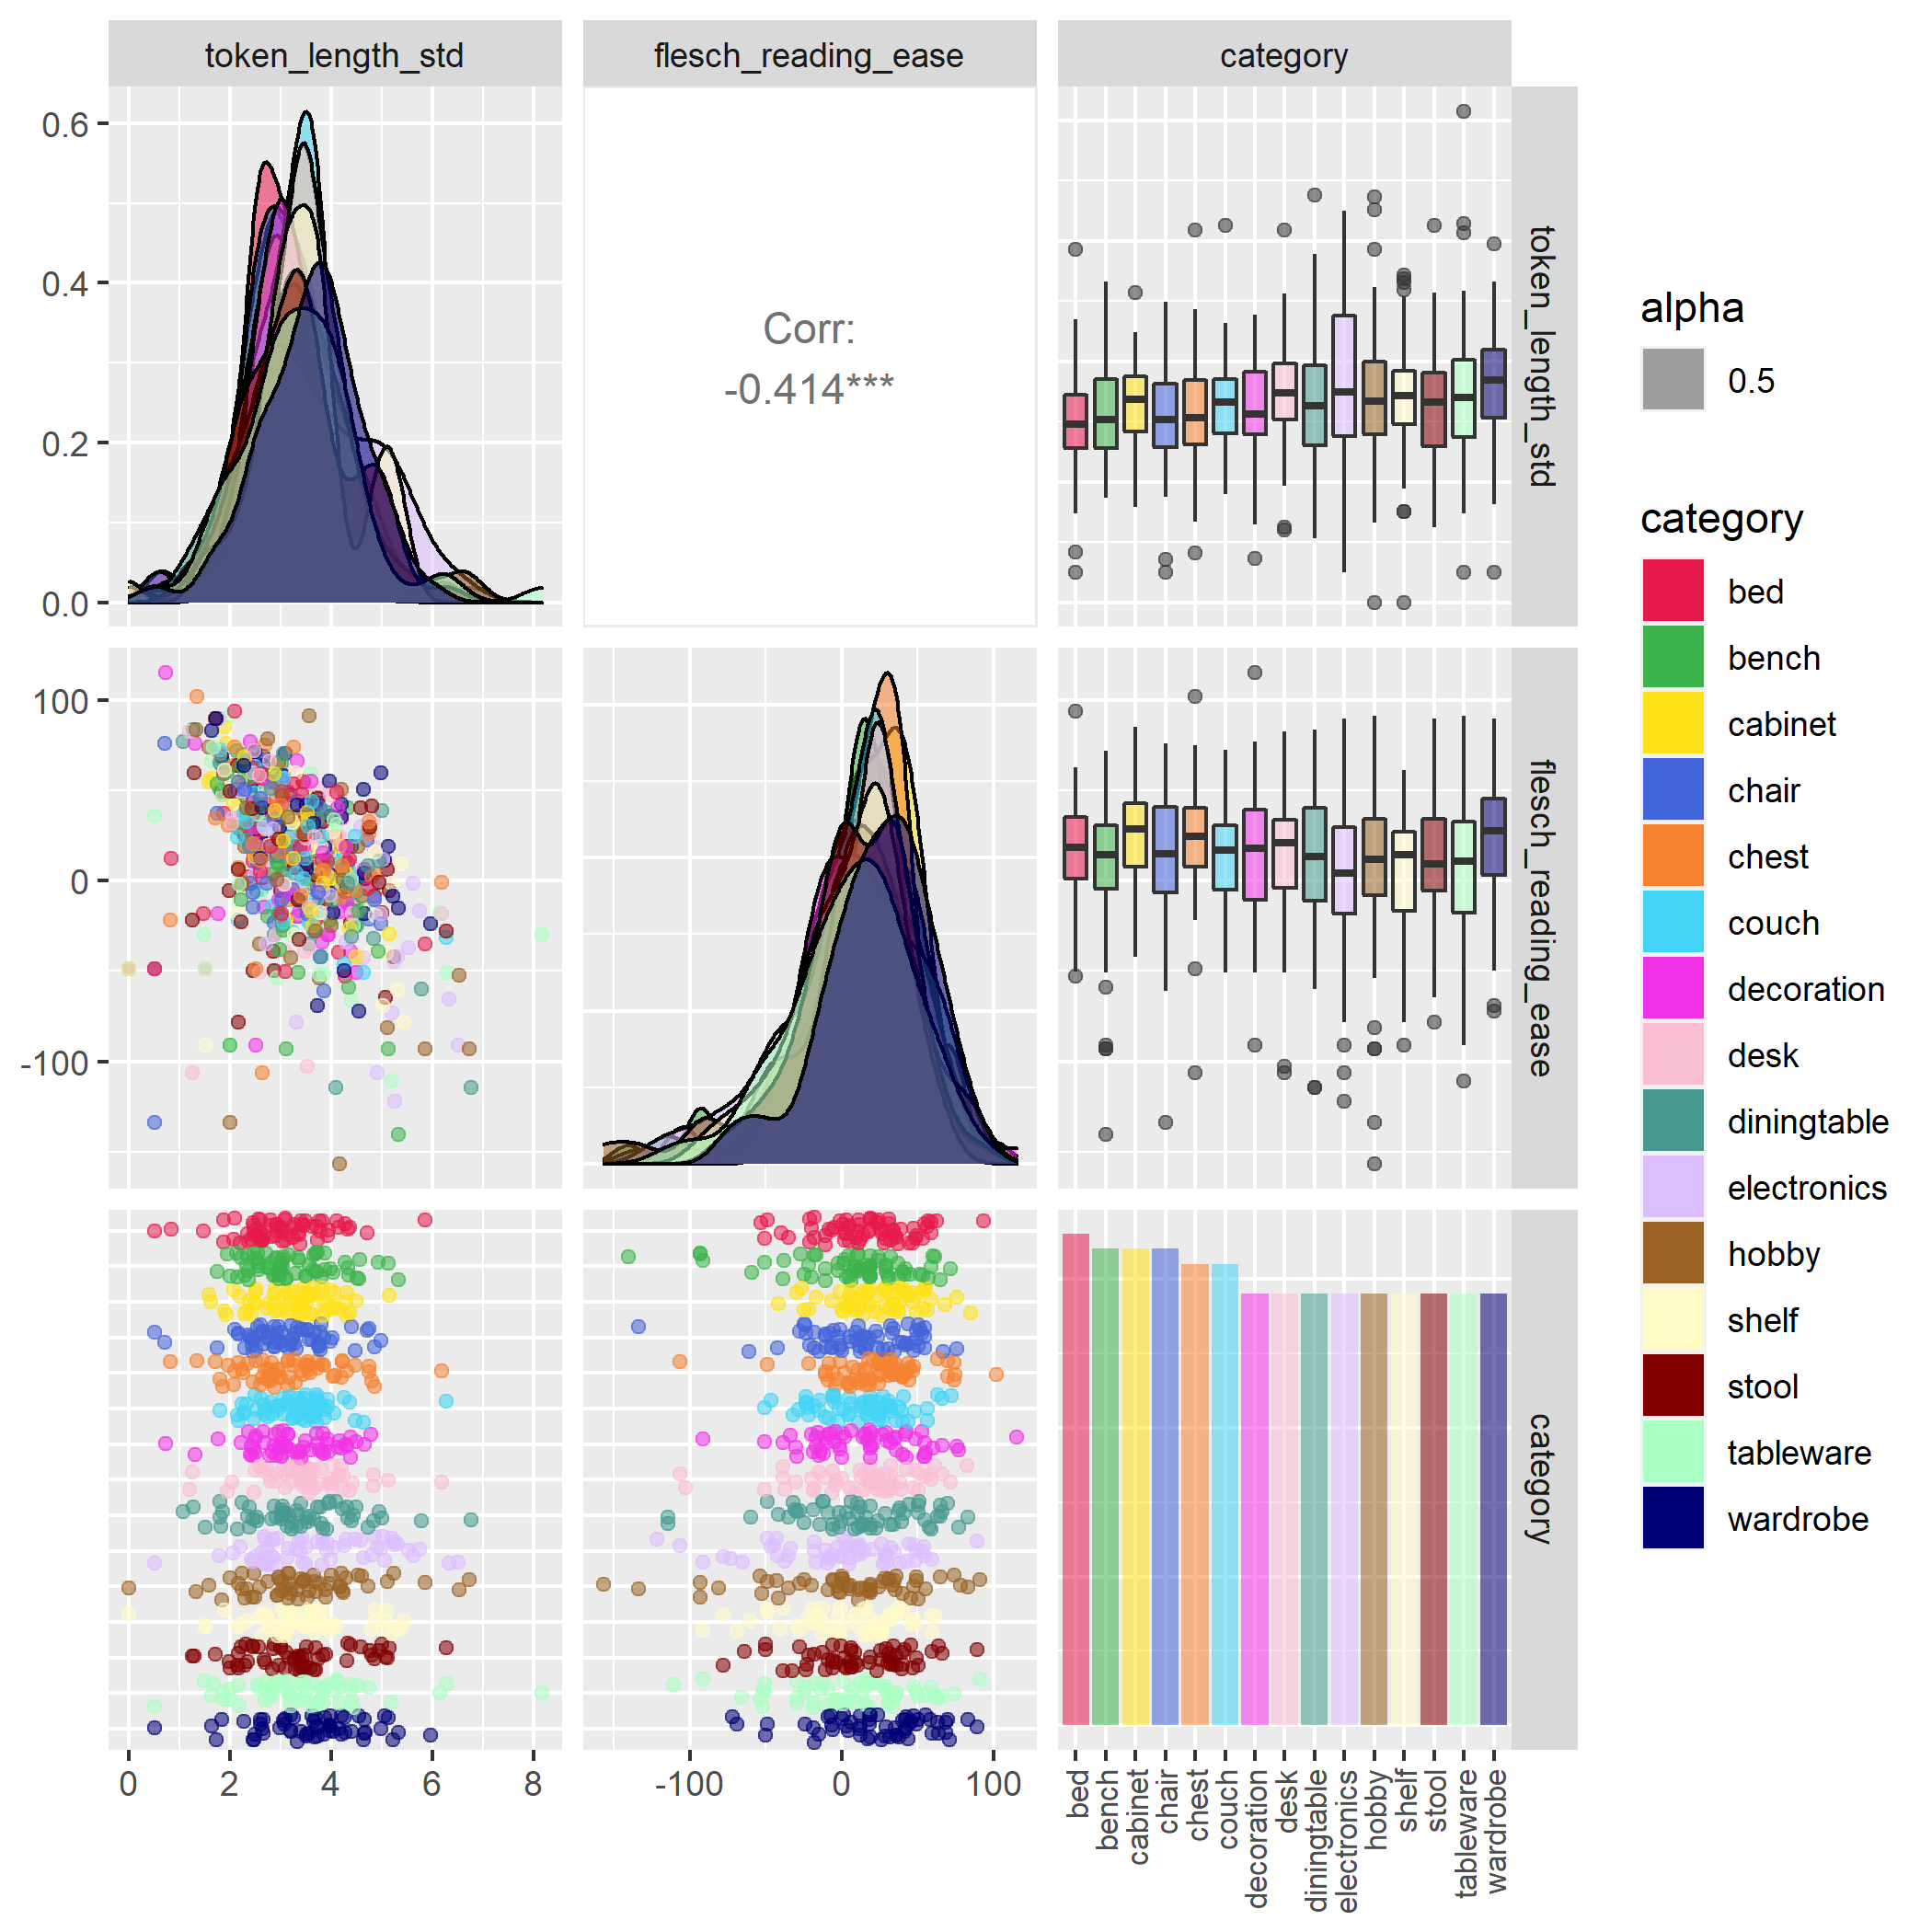 token_length_std
flesch_reading_ease
category
0.6
0.4
0.2
0.0
Corr:
-0.414***
token_length_std
100
0
-100
flesch_reading_ease
category
0
2
4
6
8
-100
0
100
bed
bench
cabinet
chair
chest
couch
decoration
desk
diningtable
electronics
hobby
shelf
stool
tableware
wardrobe
alpha
0.5
category
bed
bench
cabinet
chair
chest
couch
decoration
desk
diningtable
electronics
hobby
shelf
stool
tableware
wardrobe